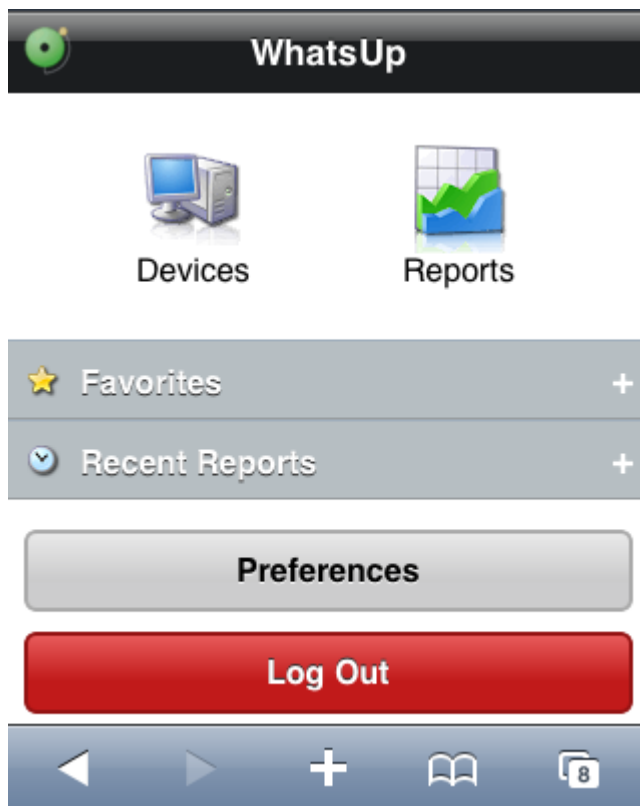 WhatsUp
Devices Reports
Favorites +
Recent Reports +
Preferences
Log Out
8